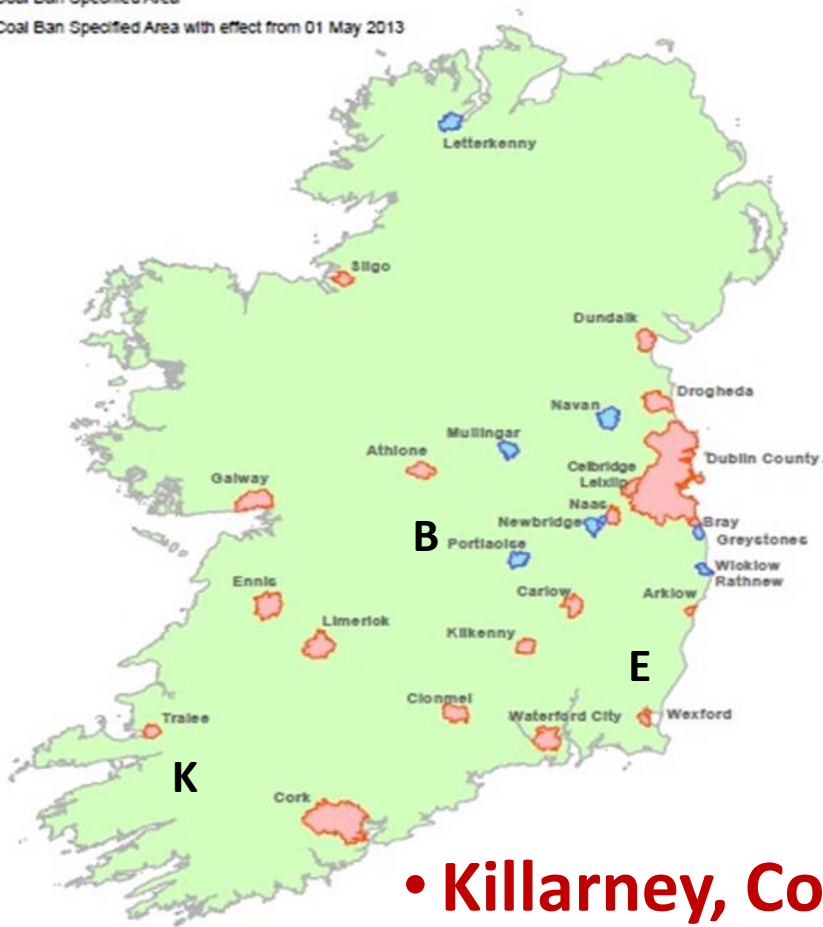 Coal Ban Specified Area with effect from 01 May 2013
Letterkenny
Sligo
Dundalk
Drogheda
Navan
Mullingar
Athlone
Dublin County
Celbridge
Leixlip
Galway
Naas
Newbridge
Bray
Greystones
B
Portlaoise
Wicklow
Rathnew
Ennis
Carlow
Arklow
Limerick
Kilkenny
E
Clonmel
Waterford City
Wexford
Tralee
K
Cork
• Killarney, Co